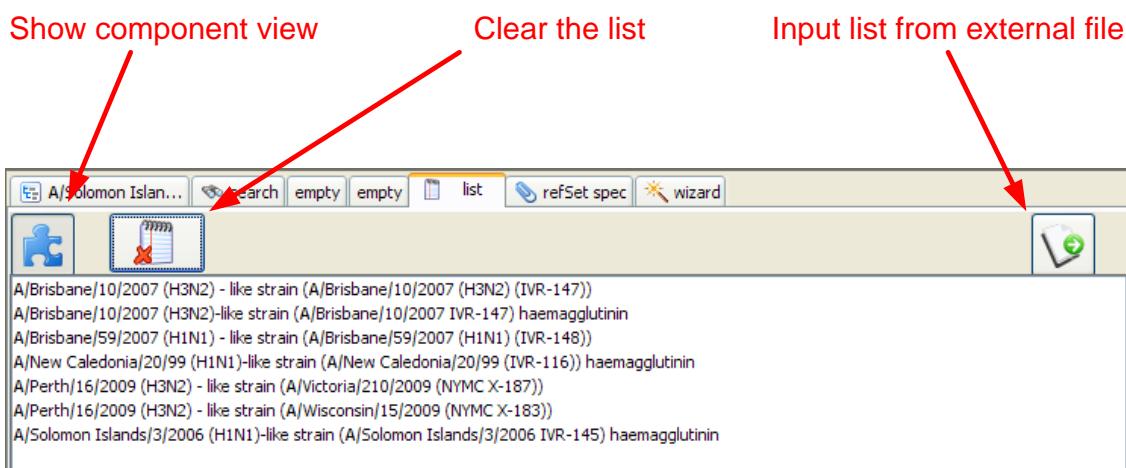 Show component view Clear the list Input list from external file
A/Solomon Islan... search empty empty list refSet spec wizard
A/Brisbane/10/2007 (H3N2) - like strain (A/Brisbane/10/2007 (H3N2) (IVR-147))
A/Brisbane/10/2007 (H3N2)-like strain (A/Brisbane/10/2007 IVR-147) haemagglutinin
A/Brisbane/59/2007 (H1N1) - like strain (A/Brisbane/59/2007 (H1N1) (IVR-148))
A/New Caledonia/20/99 (H1N1)-like strain (A/New Caledonia/20/99 (IVR-116)) haemagglutinin
A/Perth/16/2009 (H3N2) - like strain (A/Victoria/210/2009 (NYMC X-187))
A/Perth/16/2009 (H3N2) - like strain (A/Wisconsin/15/2009 (NYMC X-183))
A/Solomon Islands/3/2006 (H1N1)-like strain (A/Solomon Islands/3/2006 IVR-145) haemagglutinin